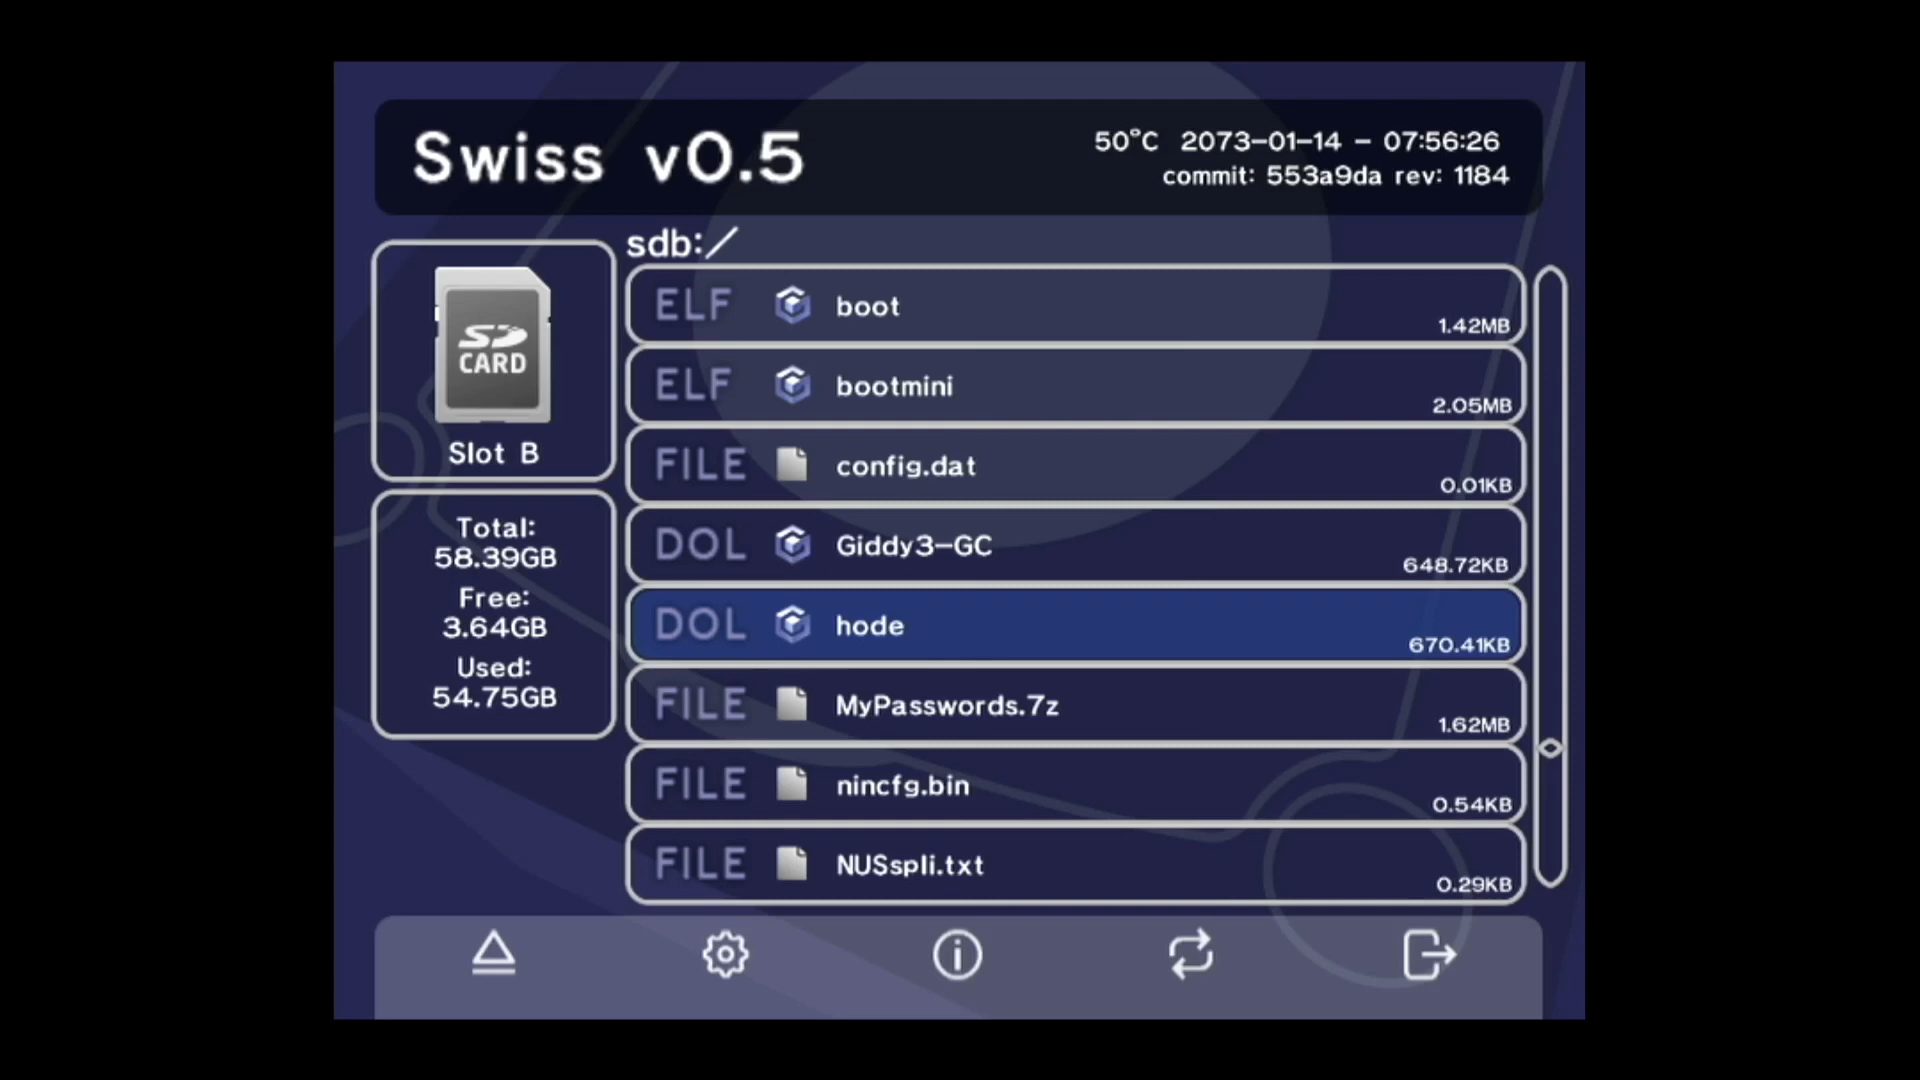 Swiss v0.5
50°C 2073-01-14 - 07:56:26
commit: 553a9da rev: 1184
sdb:/
SD
CARD
Slot B
Total:
58.39GB
Free:
3.64GB
Used:
54.75GB
ELF boot 1.42MB
ELF bootmini 2.05MB
FILE config.dat 0.01KB
DOL Giddy3-GC 648.72KB
DOL hode 670.41KB
FILE MyPasswords.7z 1.62MB
FILE nincfg.bin 0.54KB
FILE NUSspli.txt 0.29KB